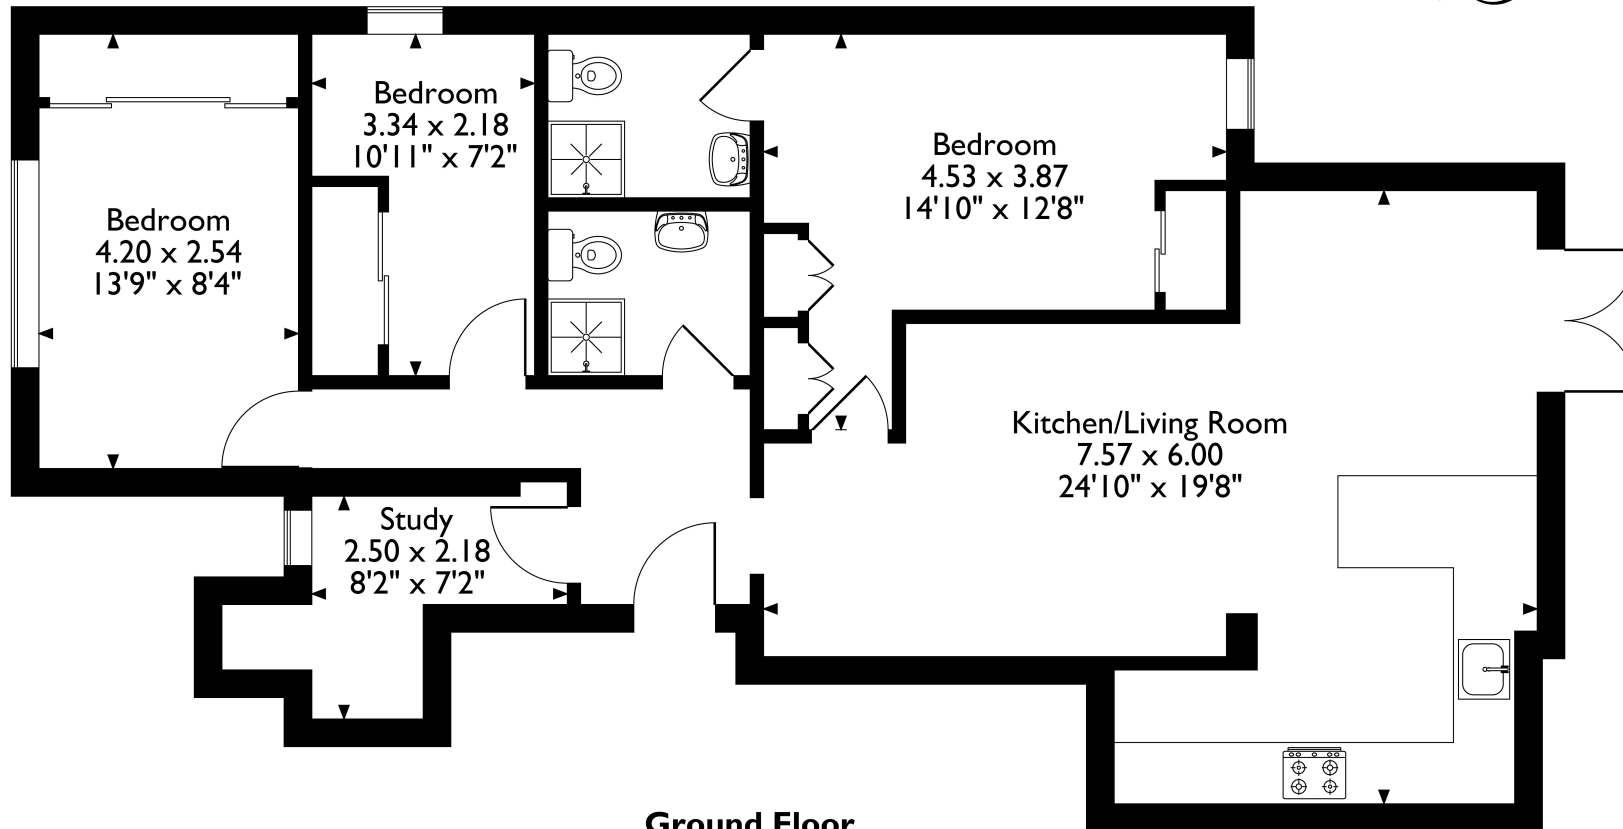 Bedroom
3.34 x 2.18
10'11" x 7'2"
Bedroom
4.53 x 3.87
14'10" x 12'8"
Bedroom
4.20 x 2.54
13'9" x 8'4"
Kitchen/Living Room
7.57 x 6.00
24'10" x 19'8"
Study
2.50 x 2.18
8'2" x 7'2"
Ground Floor